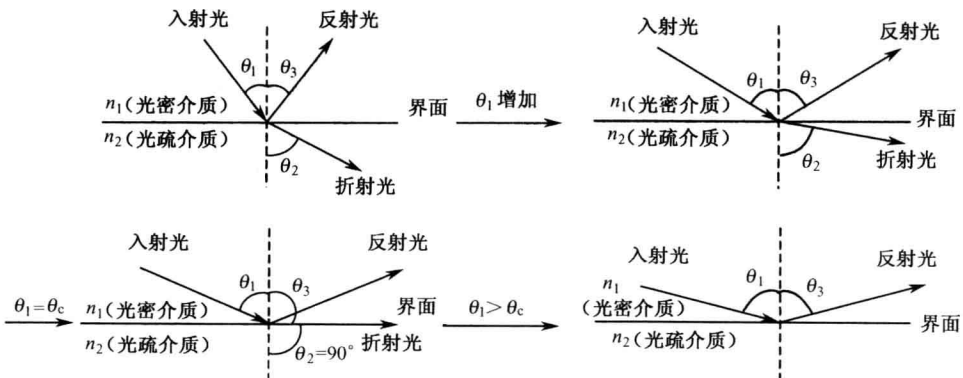 入射光
反射光
θ₁
θ₃
n₁(光密介质)
界面
n₂(光疏介质)
θ₂
折射光
θ₁增加
入射光
反射光
θ₁
θ₃
n₁(光密介质)
界面
n₂(光疏介质)
θ₂
折射光
θ₁=θc
入射光
反射光
θ₁
θ₃
n₁(光密介质)
界面
n₂(光疏介质)
θ₂=90°
折射光
θ₁>θc
入射光
反射光
θ₁
θ₃
n₁
(光密介质)
界面
n₂(光疏介质)